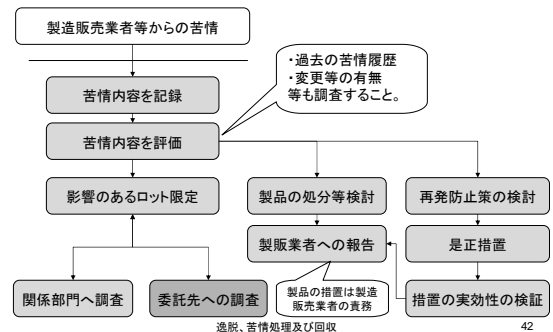 製造販売業者等からの苦情
・過去の苦情履歴
・変更等の有無
等も調査すること。
苦情内容を記録
苦情内容を評価
影響のあるロット限定
製品の処分等検討
再発防止策の検討
製販業者への報告
是正措置
関係部門へ調査
委託先への調査
製品の措置は製造
販売業者の責務
措置の実効性の検証
逸脱、苦情処理及び回収
42